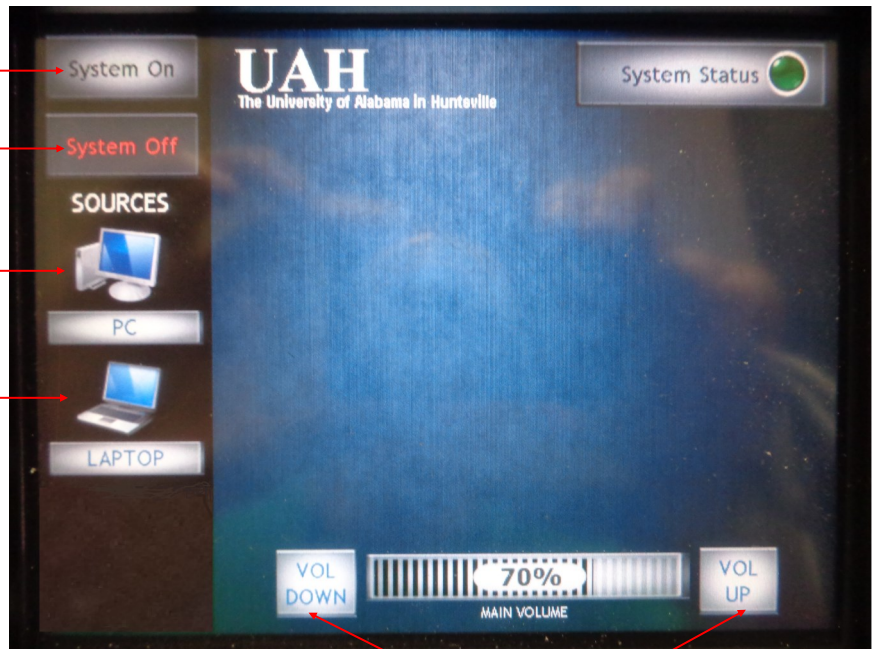 System On
UAH
The University of Alabama in Huntsville
System Status
System Off
SOURCES
PC
LAPTOP
VOL DOWN
70%
MAIN VOLUME
VOL UP